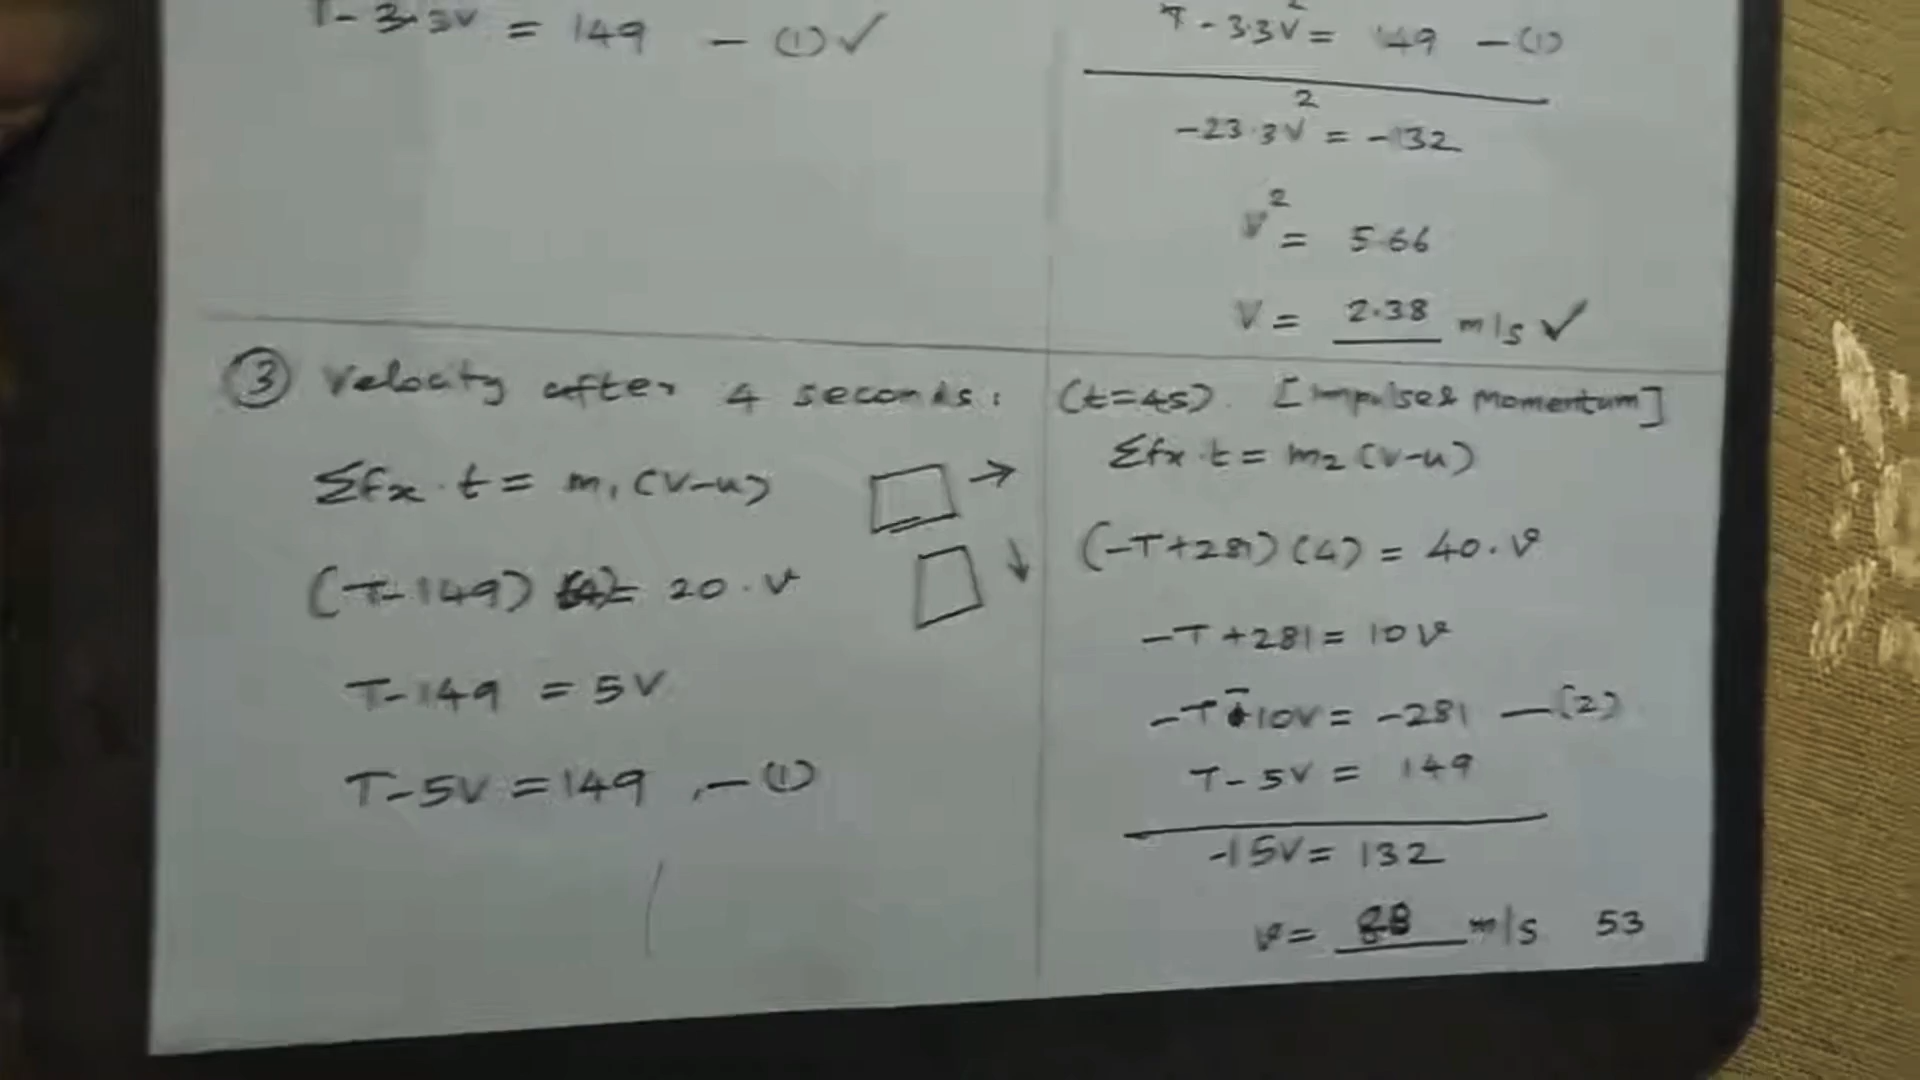 T - 3.3v = 149 - (1) ✓
T - 3.3v² = 149 - (1)
-23.3v² = -132
v² = 5.66
v = 2.38 m/s ✓
③ Velocity after 4 seconds:
Σfx · t = m₁(v-u)
(T-149) (4) = 20.v
T-149 = 5v
T-5v = 149 - (1)
(t=4s). [Impulse & Momentum]
Σfx·t = m₂(v-u)
(-T+281)(4) = 40.v
-T+281 = 10v
-T-10v = -281 - (2)
T-5v = 149
-15v = 132
v = m/s 53